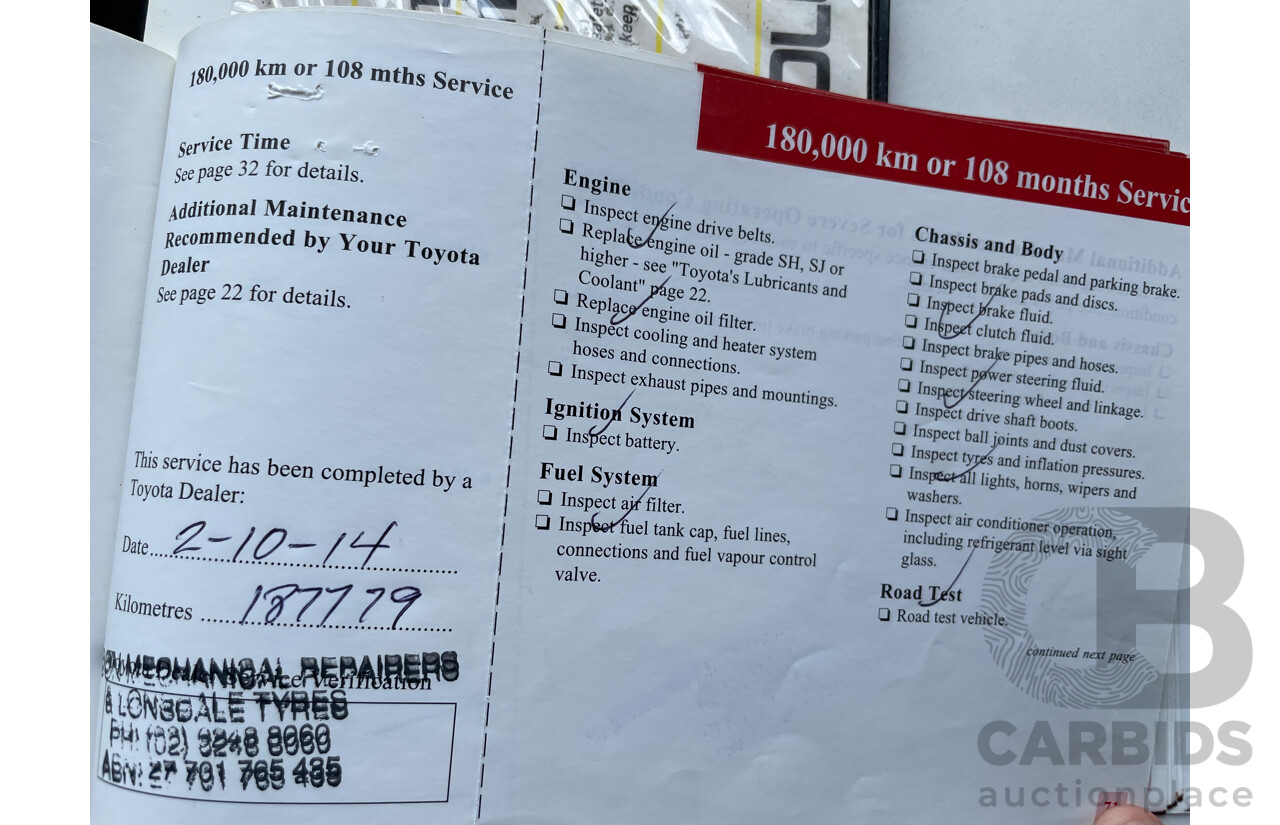 keep
180,000 km or 108 mths Service
Service Time
See page 32 for details.
Additional Maintenance
Recommended by Your Toyota
Dealer
See page 22 for details.
This service has been completed by a
Toyota Dealer:
Date 2-10-14
Kilometres 187779
MECHANICAL REPAIRERS
Verification
& LONSDALE TYRES
PH: (02)
ABN: 27 701 765 435
180,000 km or 108 months Servic
Engine
❏ Inspect engine drive belts.
❏ Replace engine oil - grade SH, SJ or
higher - see "Toyota's Lubricants and
Coolant" page 22.
❏ Replace engine oil filter.
❏ Inspect cooling and heater system
hoses and connections.
❏ Inspect exhaust pipes and mountings.
Ignition System
❏ Inspect battery.
Fuel System
❏ Inspect air filter.
❏ Inspect fuel tank cap, fuel lines,
connections and fuel vapour control
valve.
Chassis and Body
❏ Inspect brake pedal and parking brake.
❏ Inspect brake pads and discs.
❏ Inspect brake fluid.
❏ Inspect clutch fluid.
❏ Inspect brake pipes and hoses.
❏ Inspect power steering fluid.
❏ Inspect steering wheel and linkage.
❏ Inspect drive shaft boots.
❏ Inspect ball joints and dust covers.
❏ Inspect tyres and inflation pressures.
❏ Inspect all lights, horns, wipers and
washers.
❏ Inspect air conditioner operation,
including refrigerant level via sight
glass.
Road Test
❏ Road test vehicle.
continued next page
CB
CARBIDS
auctionplace